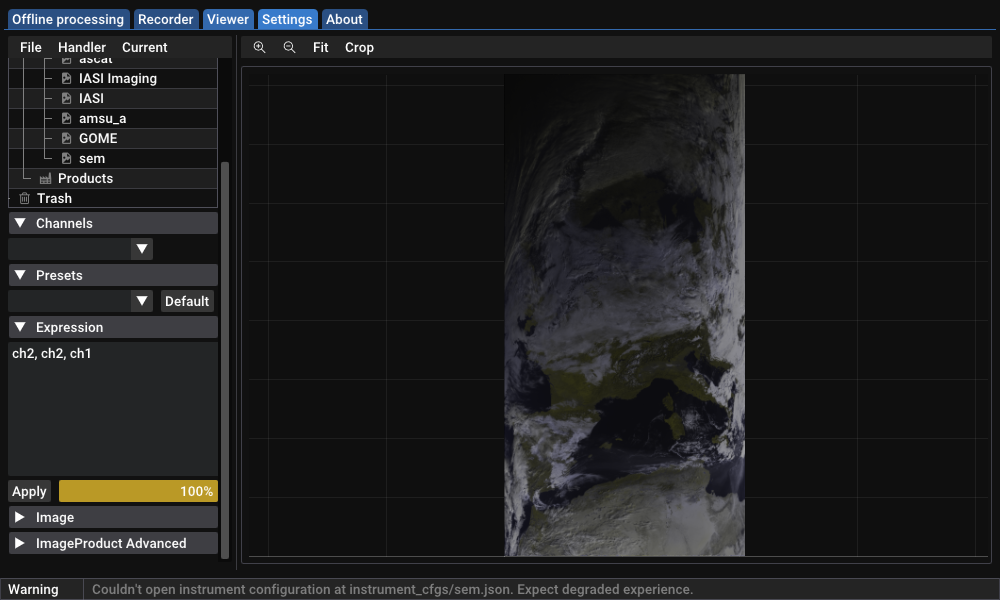 Offline processing Recorder Viewer Settings About
File Handler Current Fit Crop
ascat
IASI Imaging
IASI
amsu_a
GOME
sem
Products
Trash
Channels
Presets
Default
Expression
ch2, ch2, ch1
Apply 100%
Image
ImageProduct Advanced
Warning Couldn't open instrument configuration at instrument_cfgs/sem.json. Expect degraded experience.